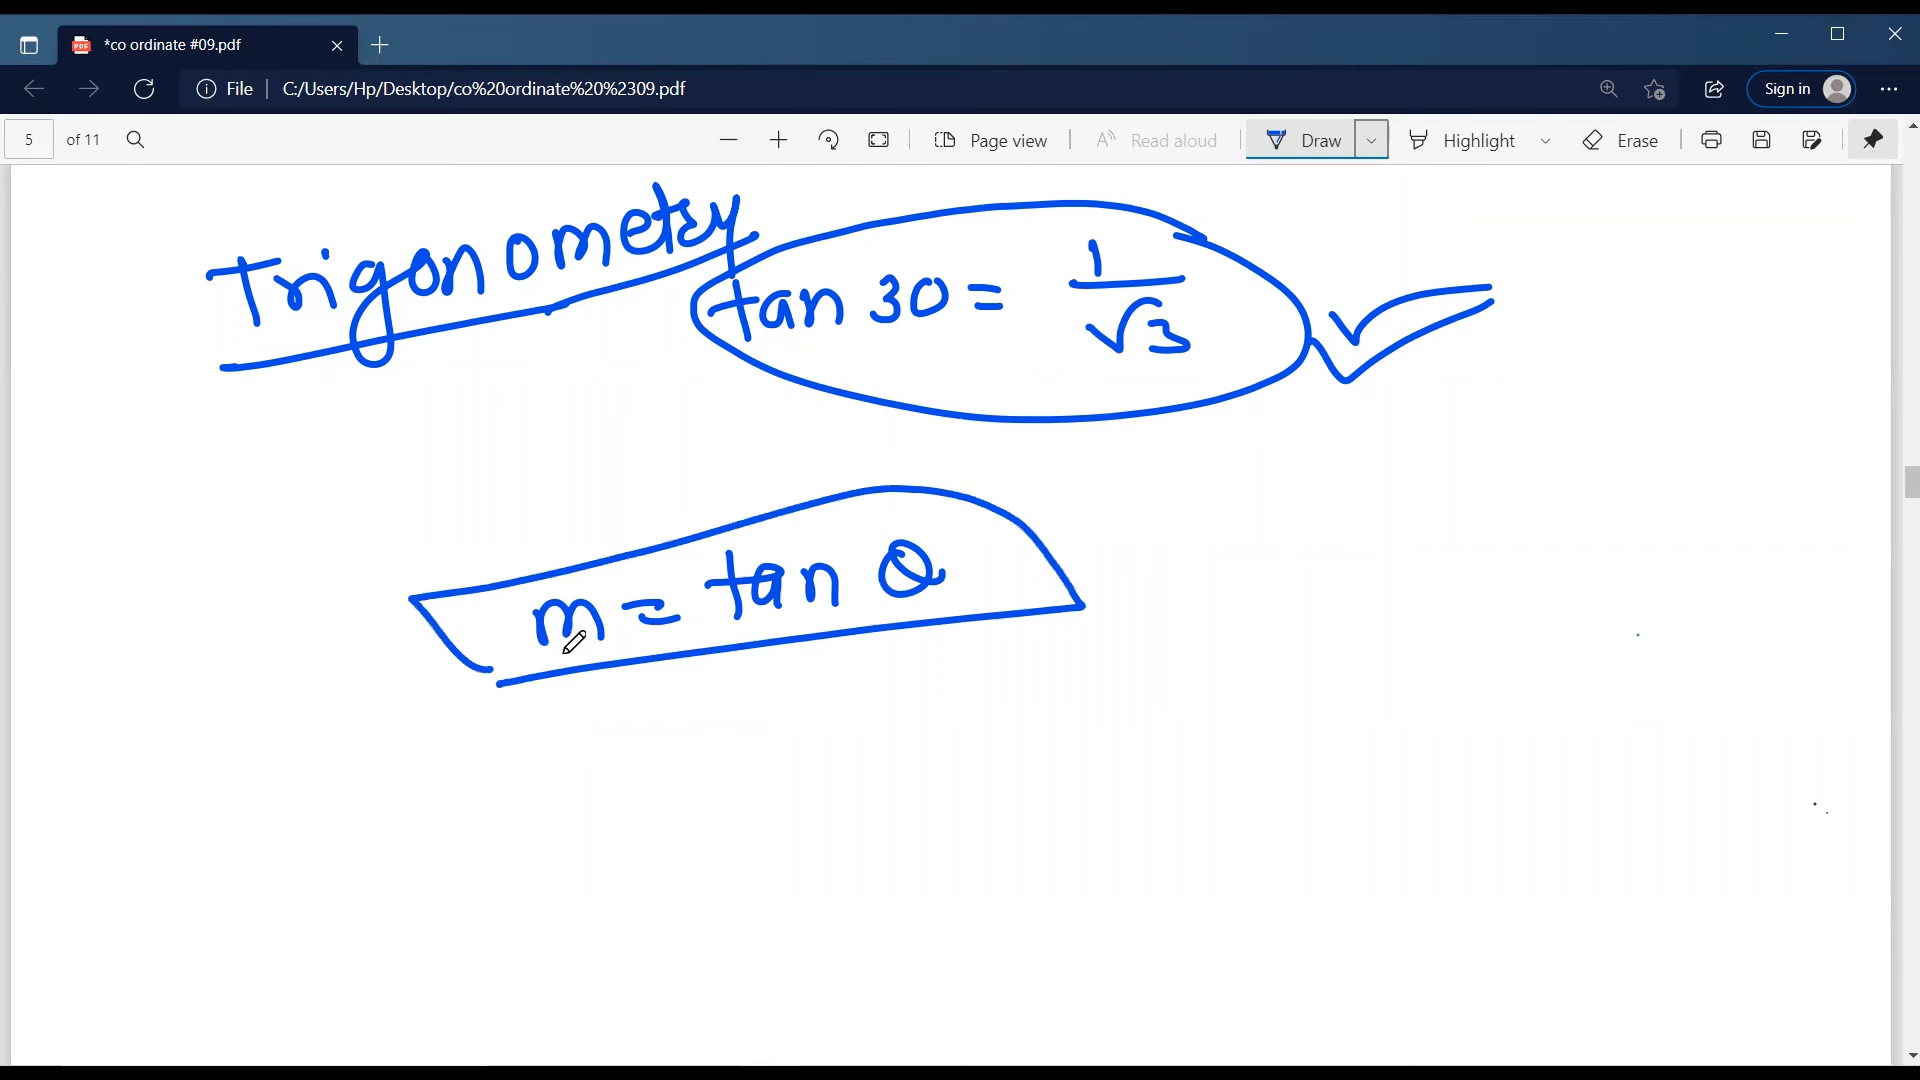 *co ordinate #09.pdf
File | C:/Users/Hp/Desktop/co%20ordinate%20%2309.pdf
Sign in
5 of 11
Page view
Read aloud
Draw
Highlight
Erase
Trigonometry
tan 30 = 1/√3
m = tan θ